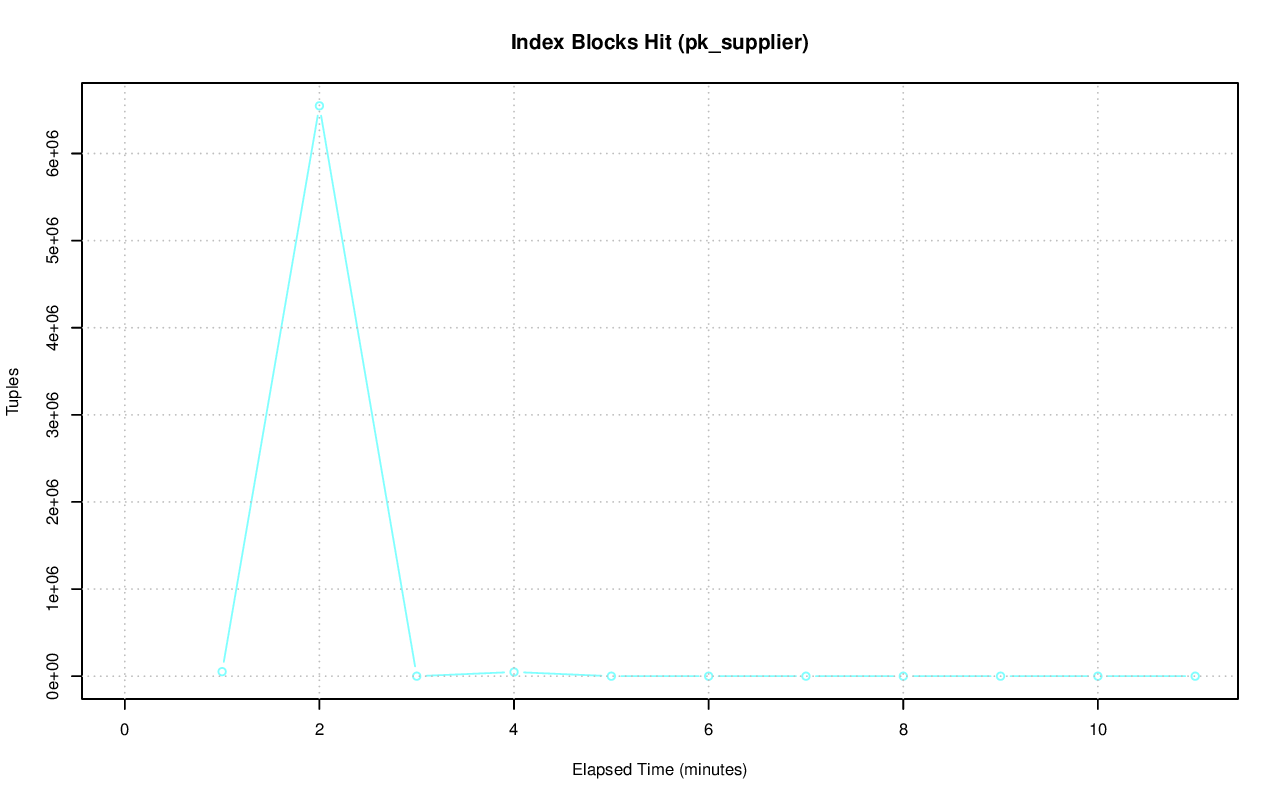 Index Blocks Hit (pk_supplier)
Tuples
6e+06
5e+06
4e+06
3e+06
2e+06
1e+06
0e+00
0 2 4 6 8 10
Elapsed Time (minutes)